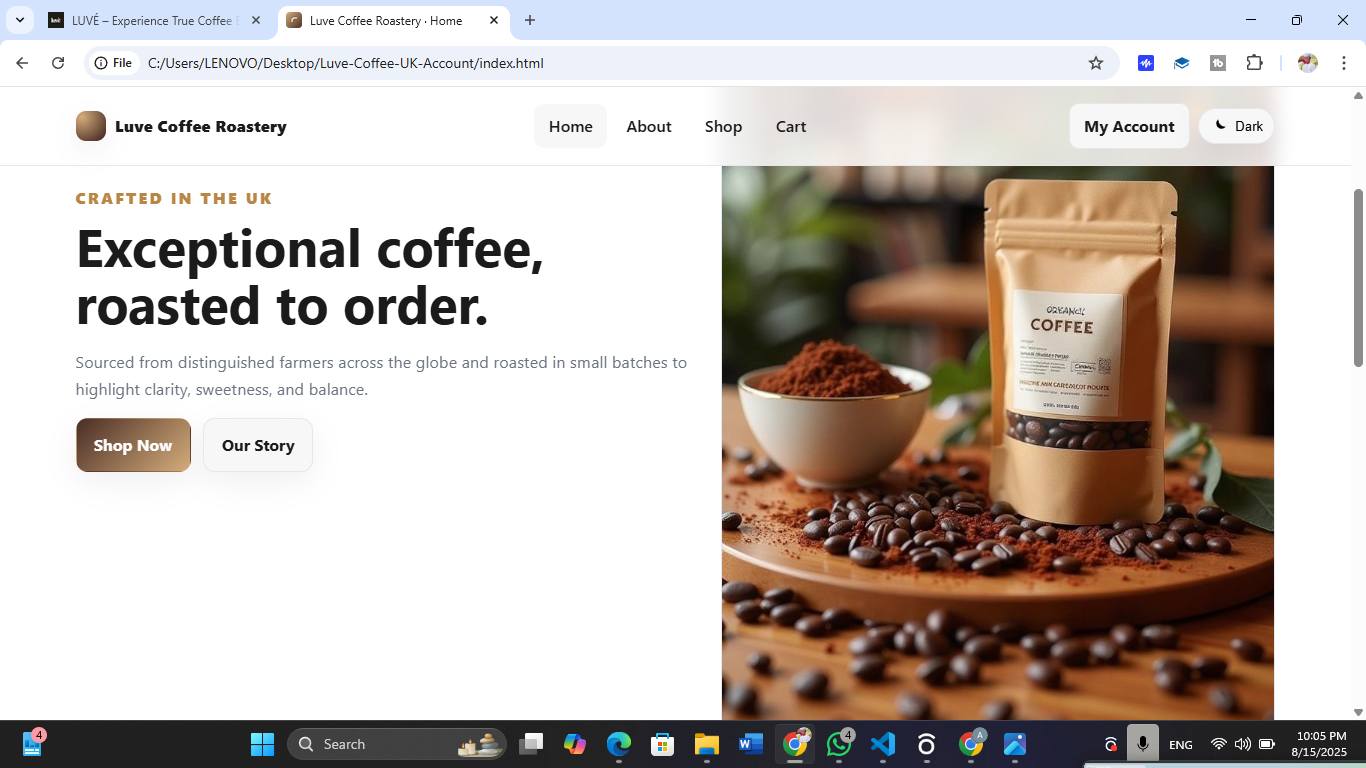 LUVÉ – Experience True Coffee
Luve Coffee Roastery · Home
File
C:/Users/LENOVO/Desktop/Luve-Coffee-UK-Account/index.html
Luve Coffee Roastery
Home
About
Shop
Cart
My Account
Dark
CRAFTED IN THE UK
Exceptional coffee,
roasted to order.
Sourced from distinguished farmers across the globe and roasted in small batches to
highlight clarity, sweetness, and balance.
Shop Now
Our Story
COFFEE
4
Search
4
A
ENG
10:05 PM
8/15/2025